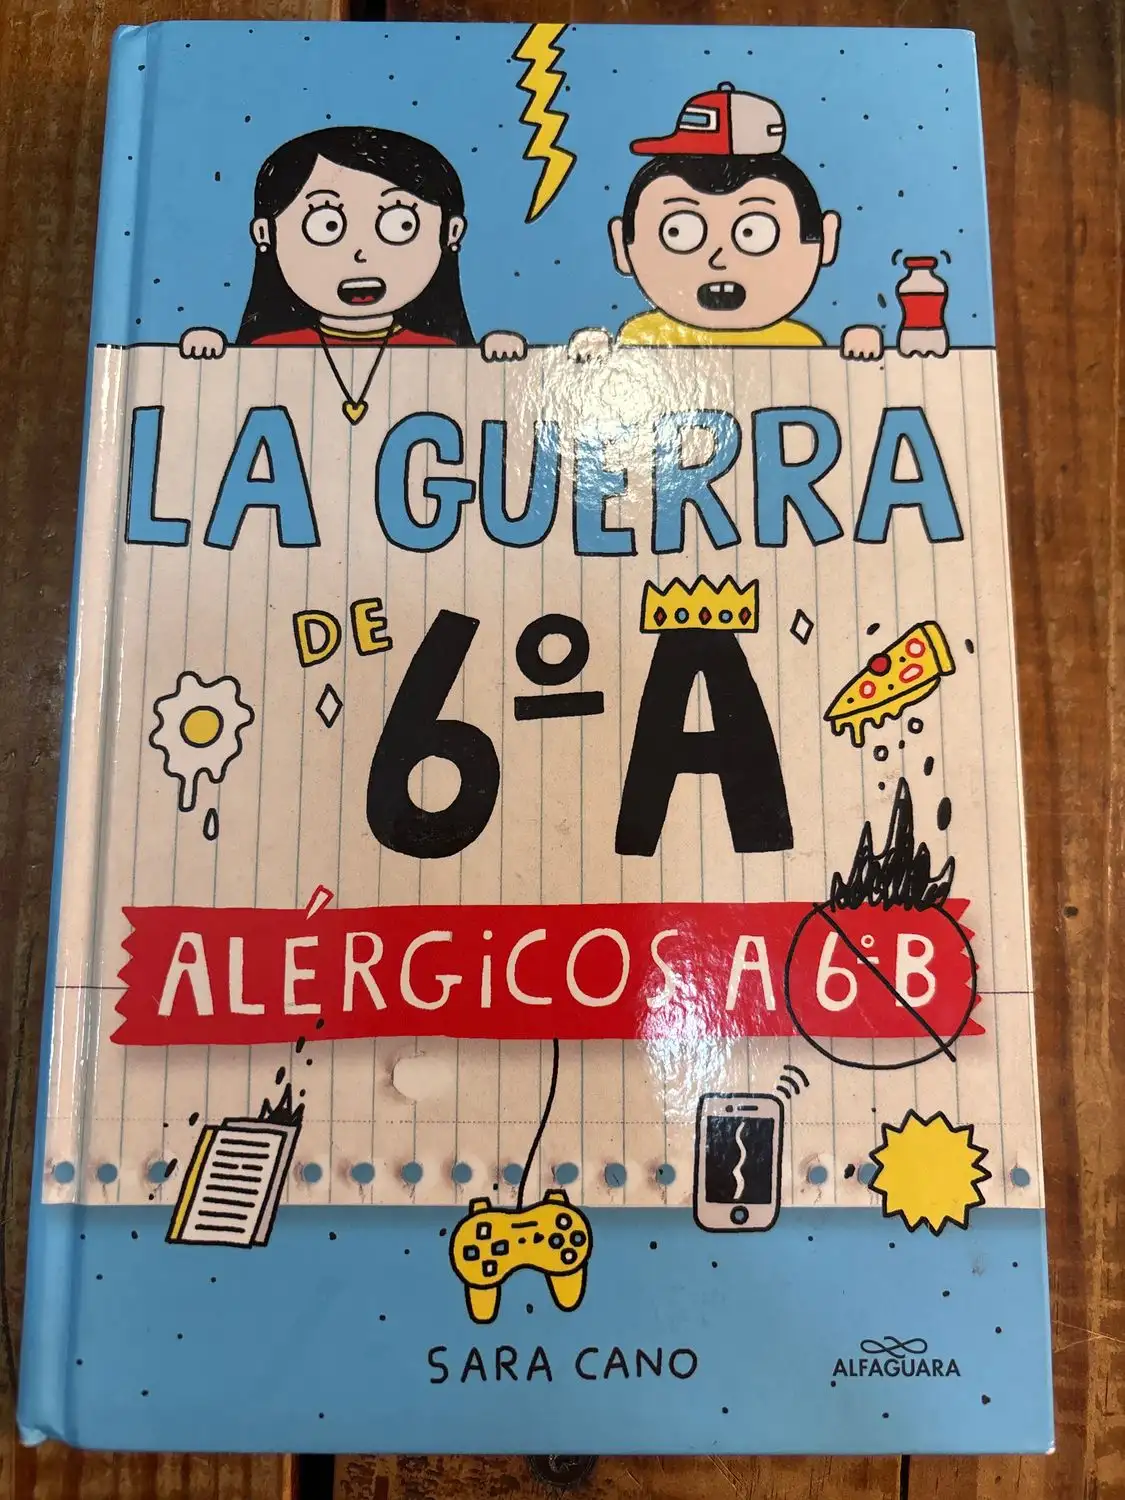 LA GUERRA
DE
6º A
ALÉRGiCOS A 6º B
SARA CANO
ALFAGUARA